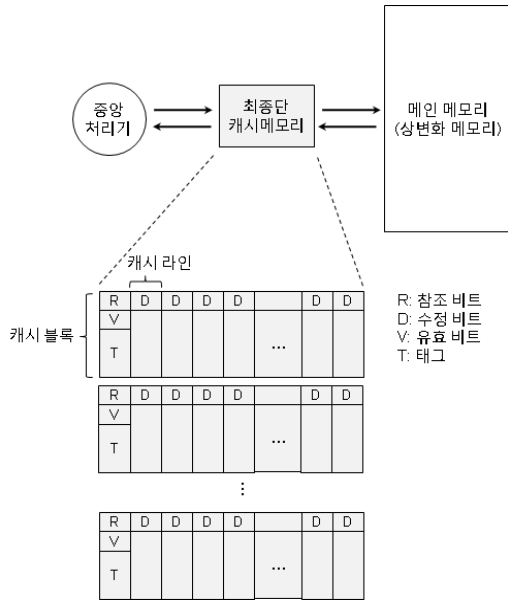 중앙
처리기
최종단
캐시메모리
메인 메모리
(상변화 메모리)
캐시 라인
캐시 블록
R D D D D D D
V
T ...
R: 참조 비트
D: 수정 비트
V: 유효 비트
T: 태그
R D D D D D D
V
T ...
⋮
R D D D D D D
V
T ...